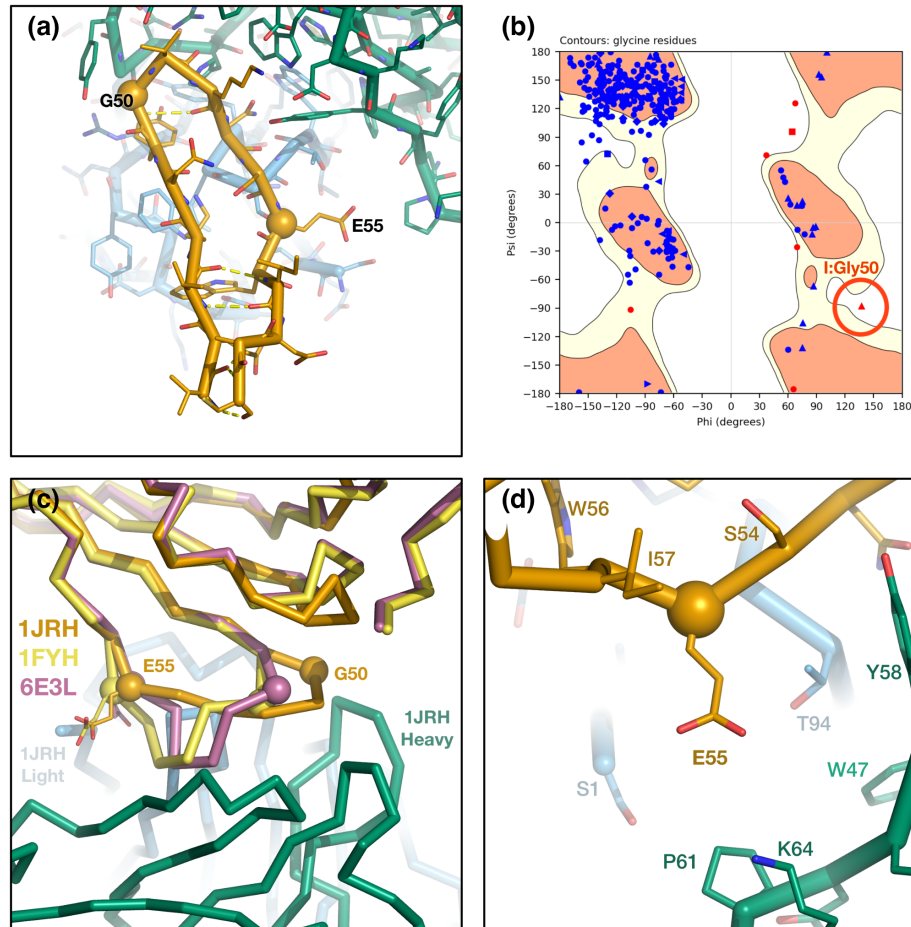 (a)
G50
E55
(b)
Contours: glycine residues
Psi (degrees)
180
150
120
90
60
30
0
−30
−60
−90
−120
−150
−180
I:Gly50
−180 −150 −120 −90 −60 −30 0 30 60 90 120 150 180
Phi (degrees)
(c)
1JRH
1FYH
6E3L
E55
G50
1JRH
Light
1JRH
Heavy
(d)
W56
S54
I57
Y58
T94
E55
S1
W47
P61
K64